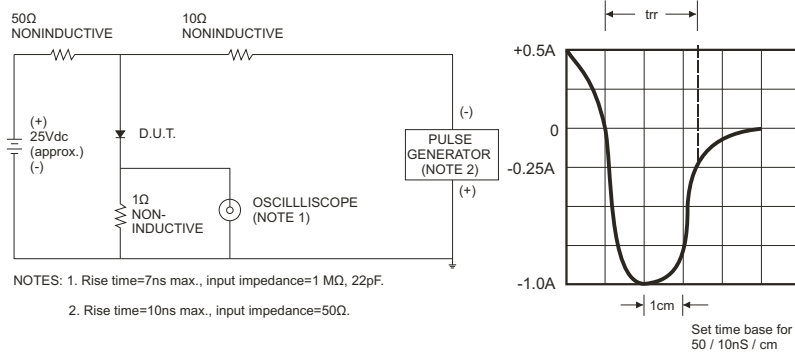 50Ω
NONINDUCTIVE
10Ω
NONINDUCTIVE
(+)
25Vdc
(approx.)
(-)
D.U.T.
1Ω
NON-
INDUCTIVE
OSCILLLISCOPE
(NOTE 1)
(-)
PULSE
GENERATOR
(NOTE 2)
(+)
NOTES: 1. Rise time=7ns max., input impedance=1 MΩ, 22pF.
2. Rise time=10ns max., input impedance=50Ω.
trr
+0.5A
0
-0.25A
-1.0A
1cm
Set time base for
50 / 10nS / cm